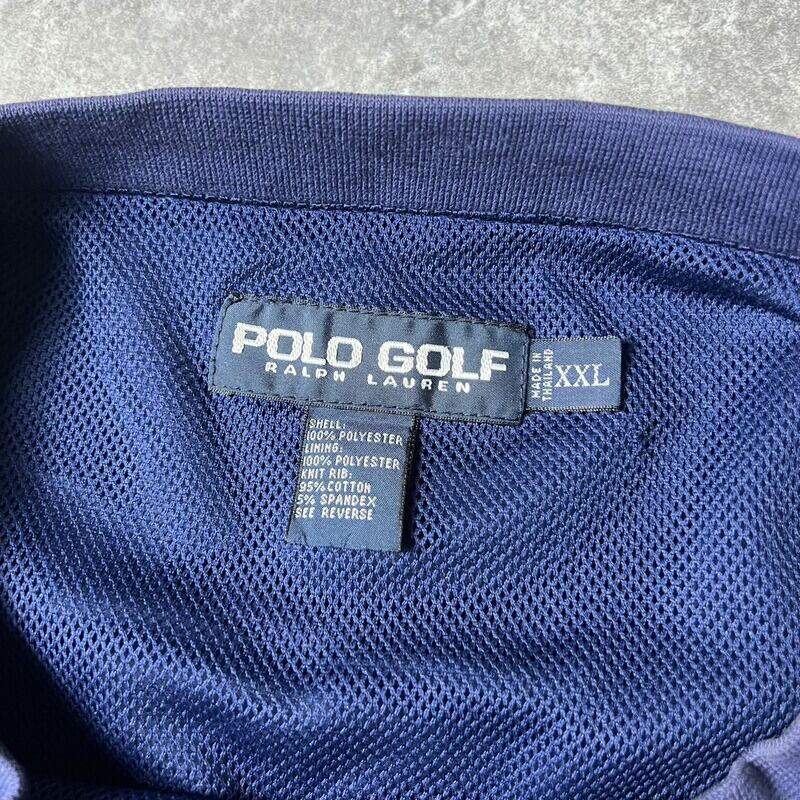 POLO GOLF
RALPH LAUREN
MADE IN
THAILAND
XXL
SHELL:
100% POLYESTER
LINING:
100% POLYESTER
KNIT RIB:
95% COTTON
5% SPANDEX
SEE REVERSE